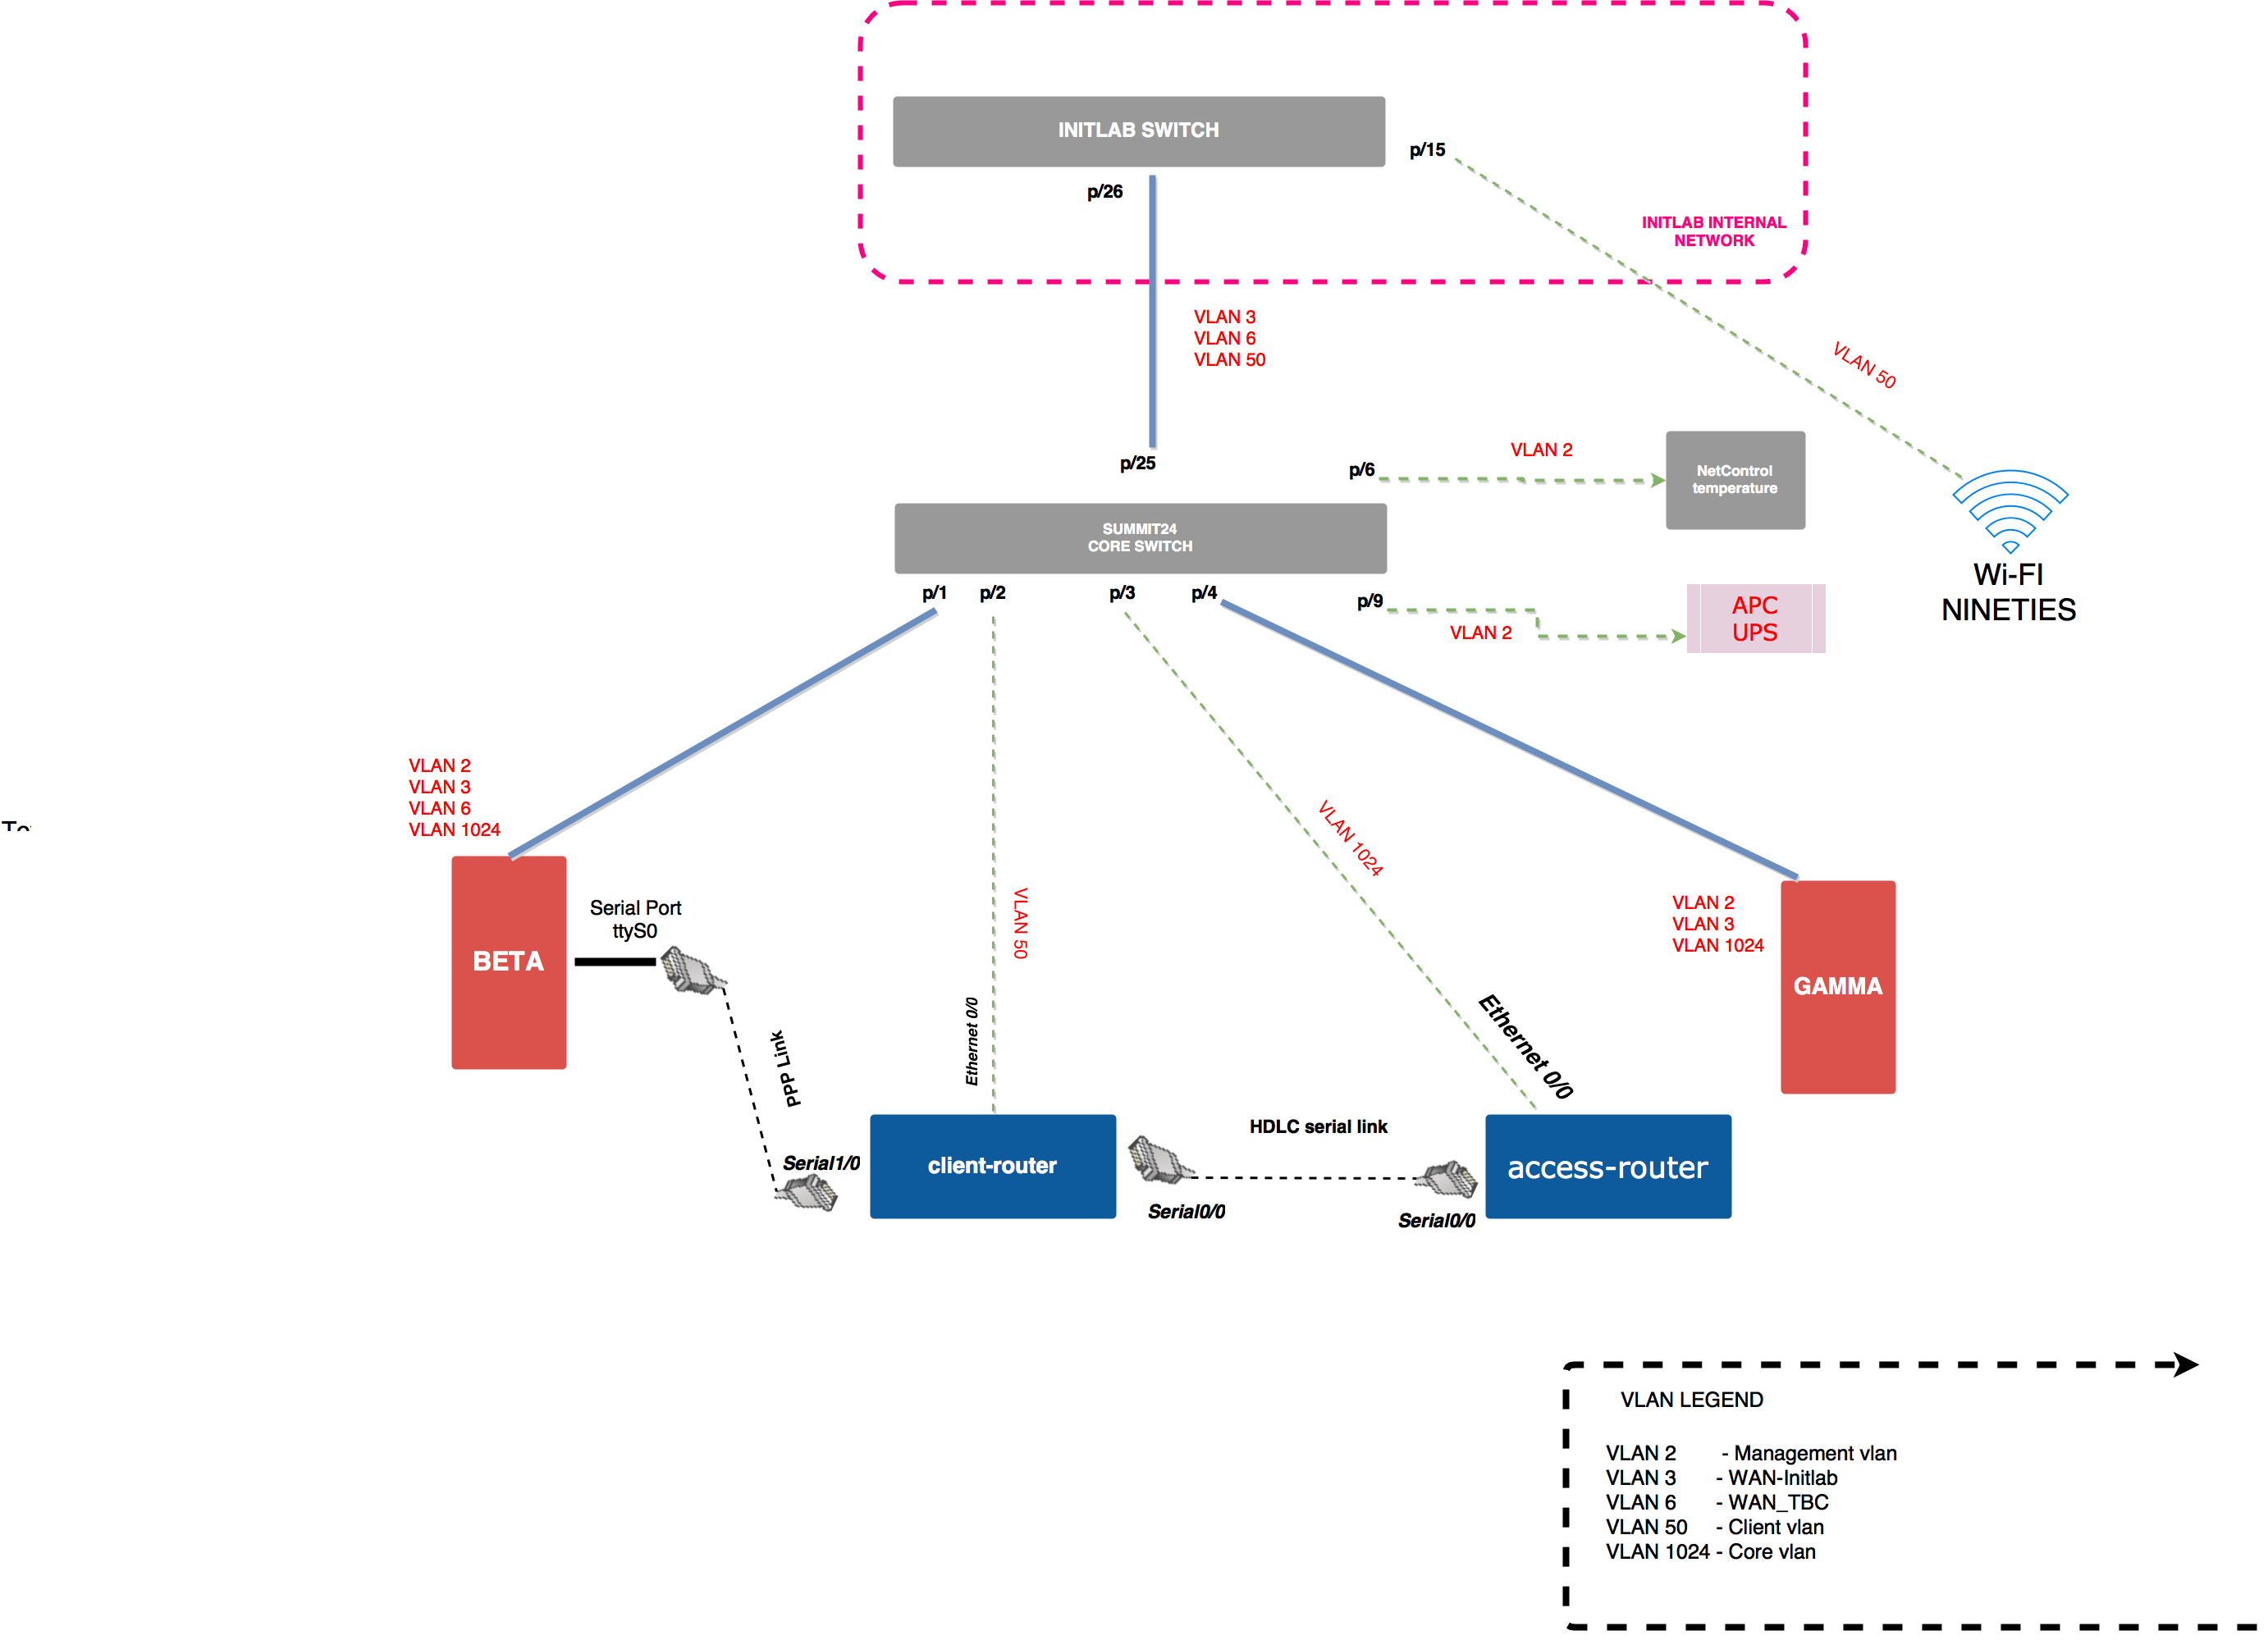 INITLAB SWITCH
p/15
p/26
INITLAB INTERNAL
NETWORK
VLAN 3
VLAN 6
VLAN 50
VLAN 50
p/25
p/6
VLAN 2
NetControl
temperature
SUMMIT24
CORE SWITCH
Wi-FI
NINETIES
p/1
p/2
p/3
p/4
p/9
VLAN 2
APC
UPS
VLAN 2
VLAN 3
VLAN 6
VLAN 1024
VLAN 50
VLAN 1024
VLAN 2
VLAN 3
VLAN 1024
BETA
Serial Port
ttyS0
GAMMA
PPP Link
Ethernet 0/0
Ethernet 0/0
Serial1/0
client-router
HDLC serial link
Serial0/0
Serial0/0
access-router
VLAN LEGEND
VLAN 2 - Management vlan
VLAN 3 - WAN-Initlab
VLAN 6 - WAN_TBC
VLAN 50 - Client vlan
VLAN 1024 - Core vlan